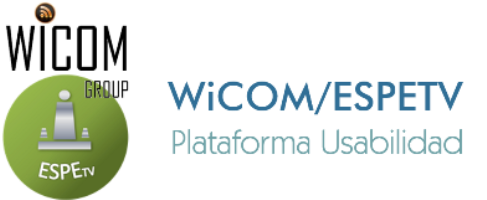 WiCOM
GROUP
ESPETV
WiCOM/ESPETV
Plataforma Usabilidad